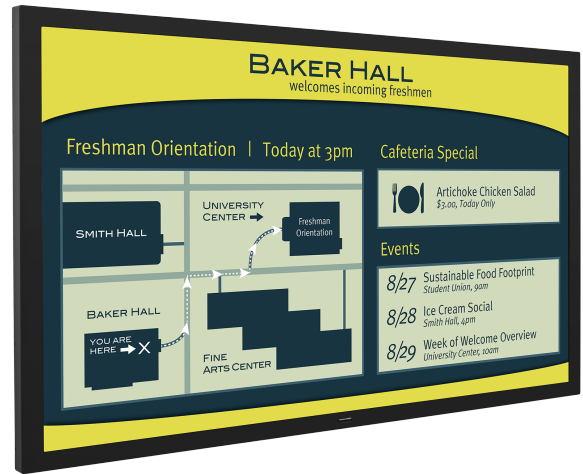 BAKER HALL
welcomes incoming freshmen
Freshman Orientation | Today at 3pm
SMITH HALL
UNIVERSITY
CENTER
Freshman
Orientation
BAKER HALL
YOU ARE
HERE X
FINE
ARTS CENTER
Cafeteria Special
Artichoke Chicken Salad
$3.00, Today Only
Events
8/27 Sustainable Food Footprint
Student Union, 9am
8/28 Ice Cream Social
Smith Hall, 4pm
8/29 Week of Welcome Overview
University Center, 10am